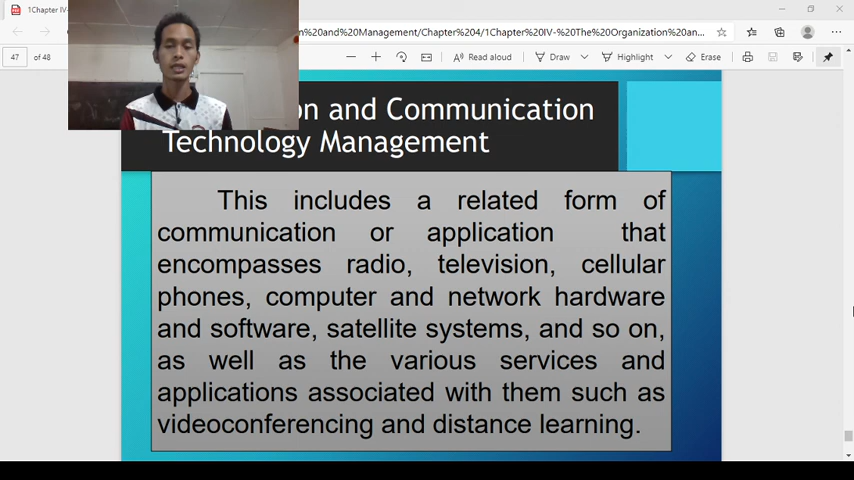 1Chapter IV-
on%20and%20Management/Chapter%204/1Chapter%20IV-%20The%20Organization%20an...
47 of 48
Read aloud
Draw
Highlight
Erase
on and Communication
Technology Management
This includes a related form of
communication or application that
encompasses radio, television, cellular
phones, computer and network hardware
and software, satellite systems, and so on,
as well as the various services and
applications associated with them such as
videoconferencing and distance learning.